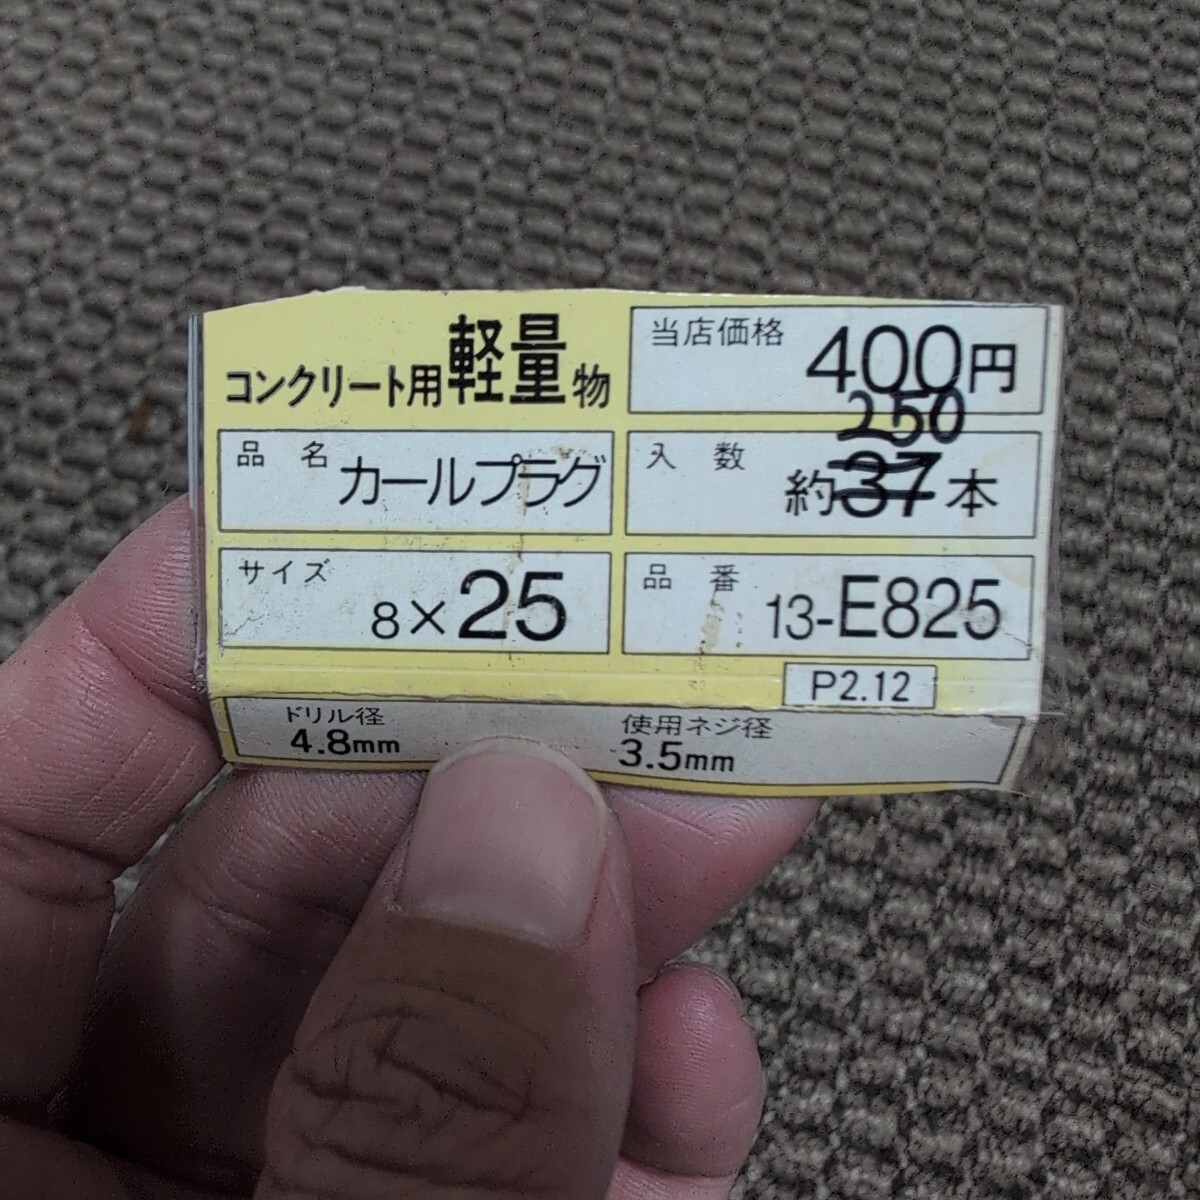 コンクリート用軽量物
当店価格 400円
品名 カールプラグ
入数 250
約37本
サイズ 8×25
品番 13-E825
P2.12
ドリル径 4.8mm
使用ネジ径 3.5mm